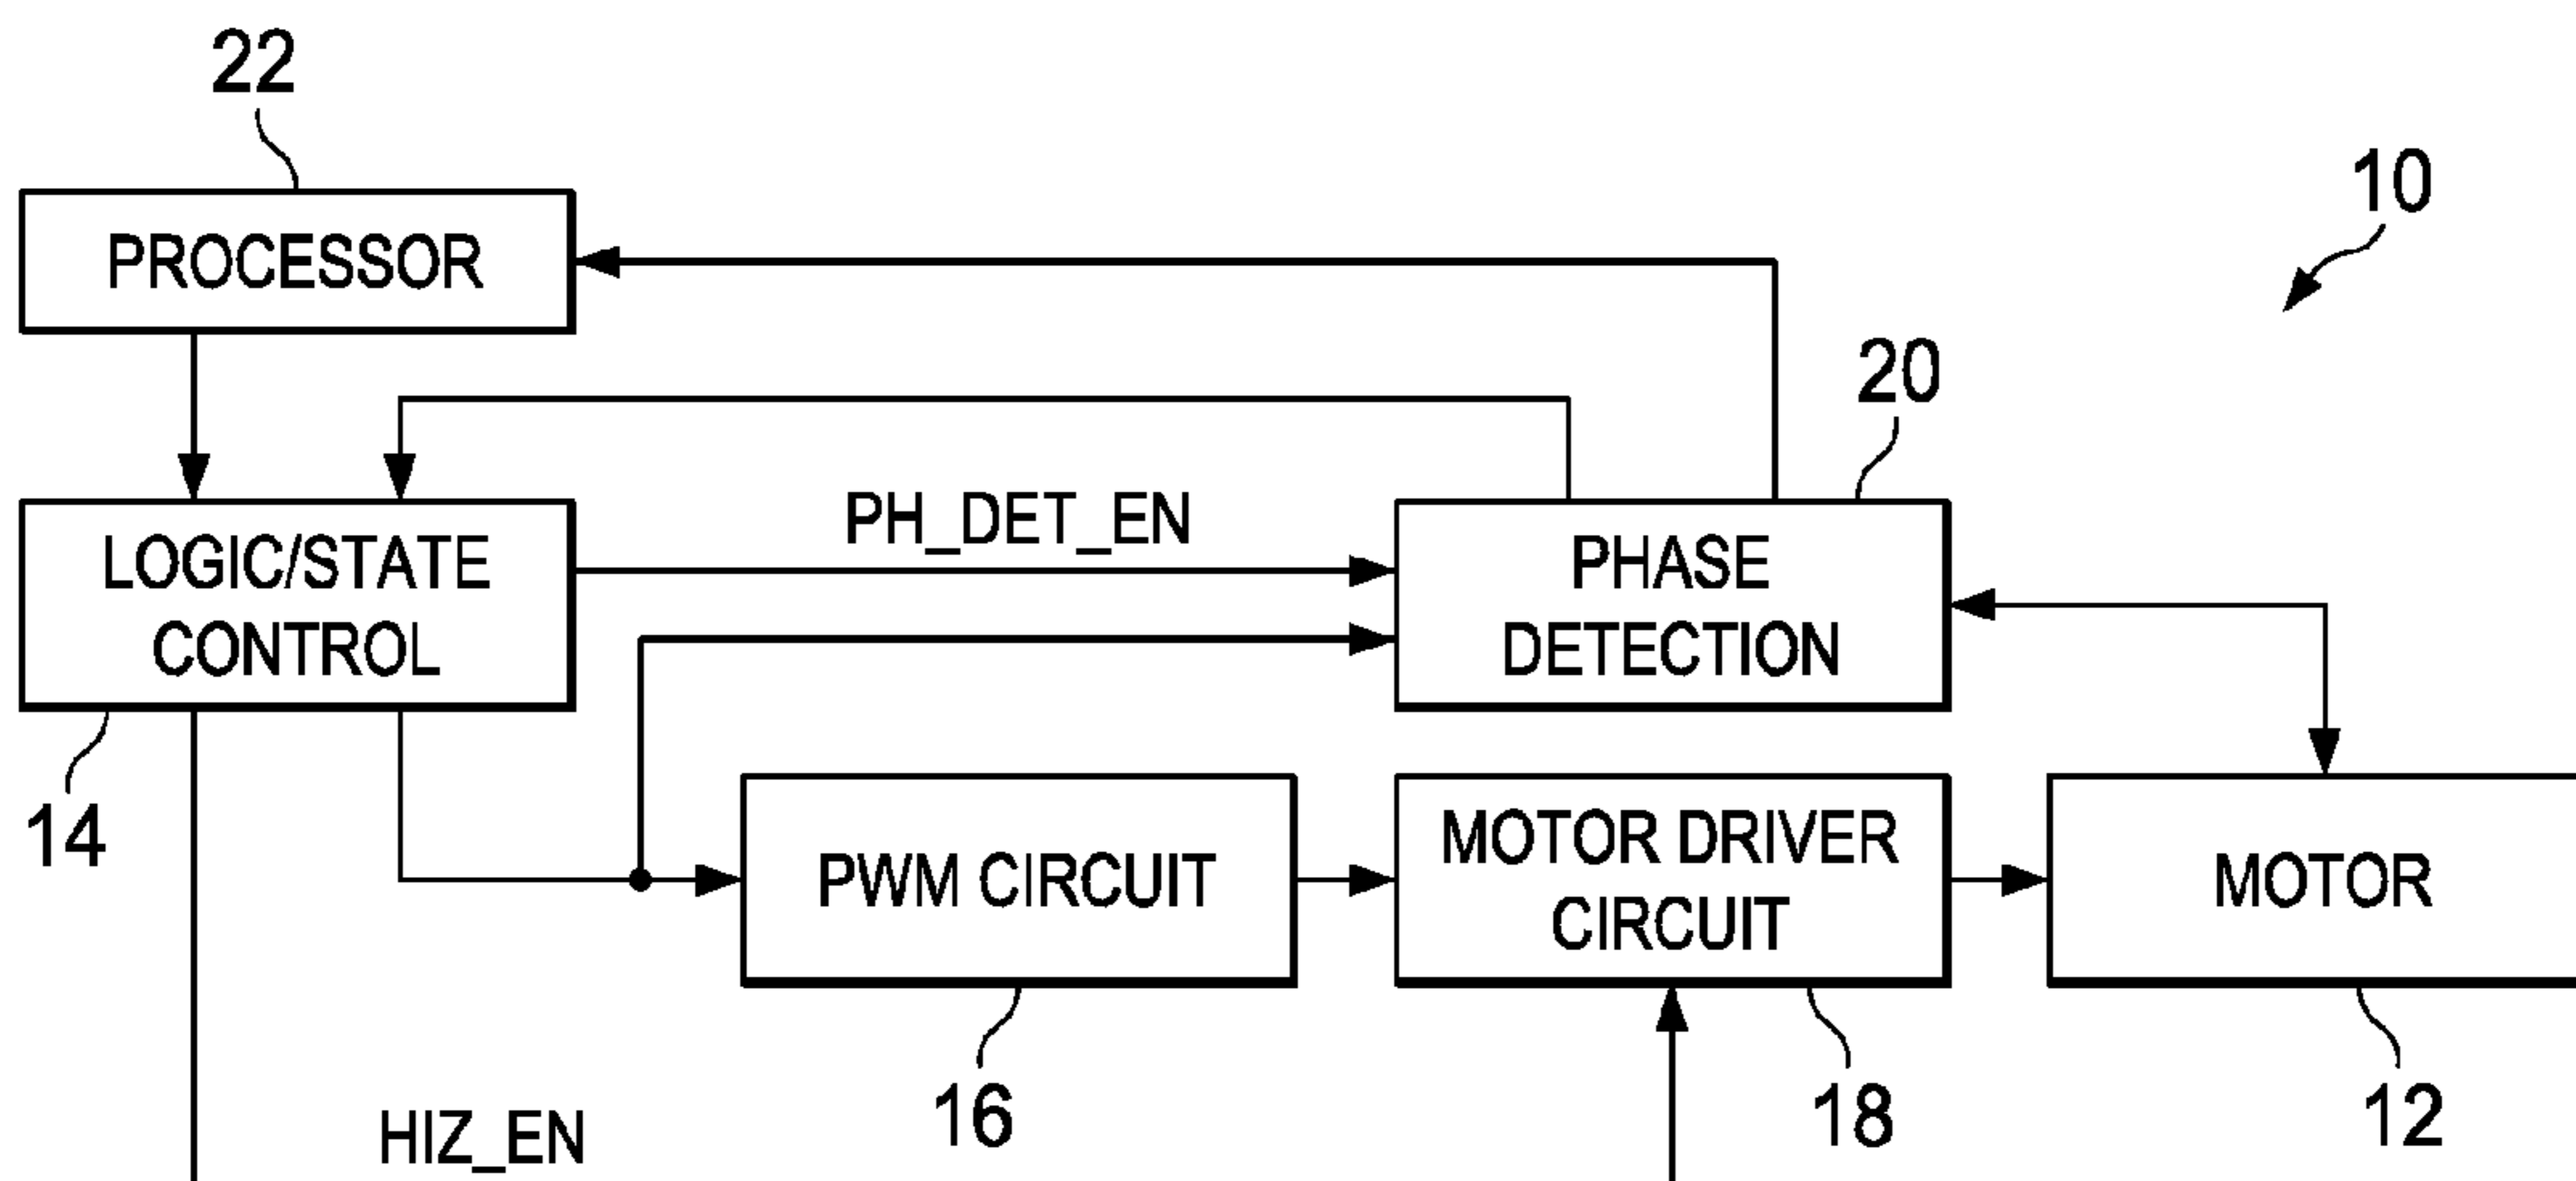 22
10
PROCESSOR
20
PH_DET_EN
LOGIC/STATE
CONTROL
PHASE
DETECTION
14
PWM CIRCUIT
MOTOR DRIVER
CIRCUIT
MOTOR
16
18
12
HIZ_EN